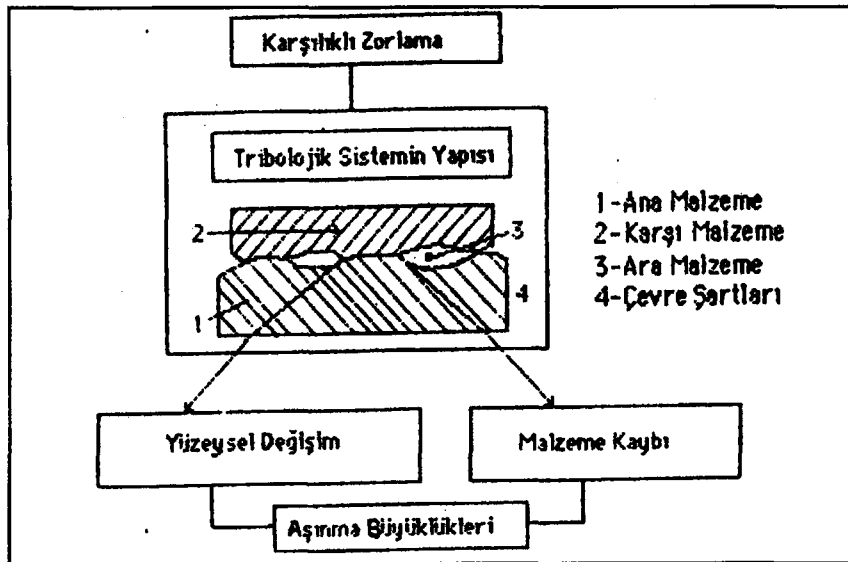 Karşılıklı Zorlama
Tribolojik Sistemin Yapısı
2
3
1
4
1-Ana Malzeme
2-Karşı Malzeme
3-Ara Malzeme
4-Çevre Şartları
Yüzeysel Değişim
Malzeme Kaybı
Aşınma Büyüklükleri